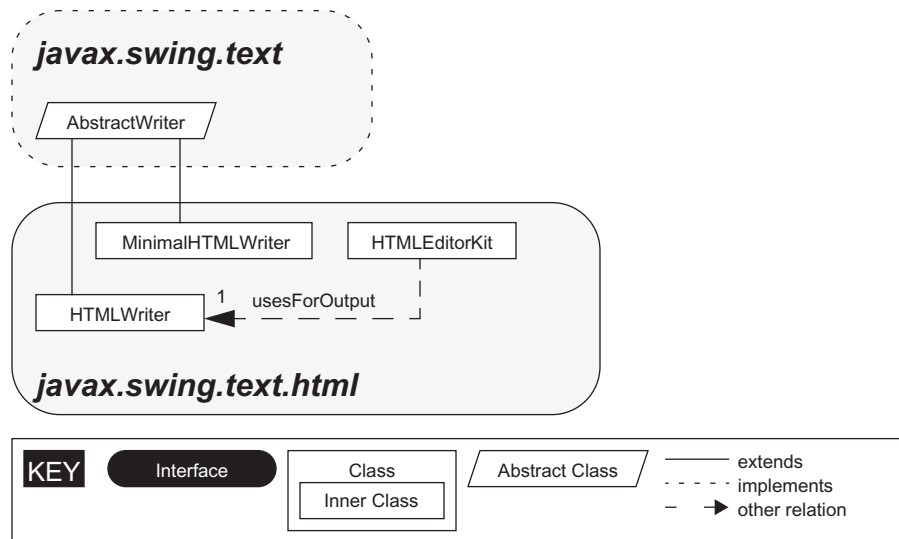 javax.swing.text
AbstractWriter
MinimalHTMLWriter
HTMLEditorKit
1
usesForOutput
HTMLWriter
javax.swing.text.html
KEY
Interface
Class
Inner Class
Abstract Class
extends
implements
other relation